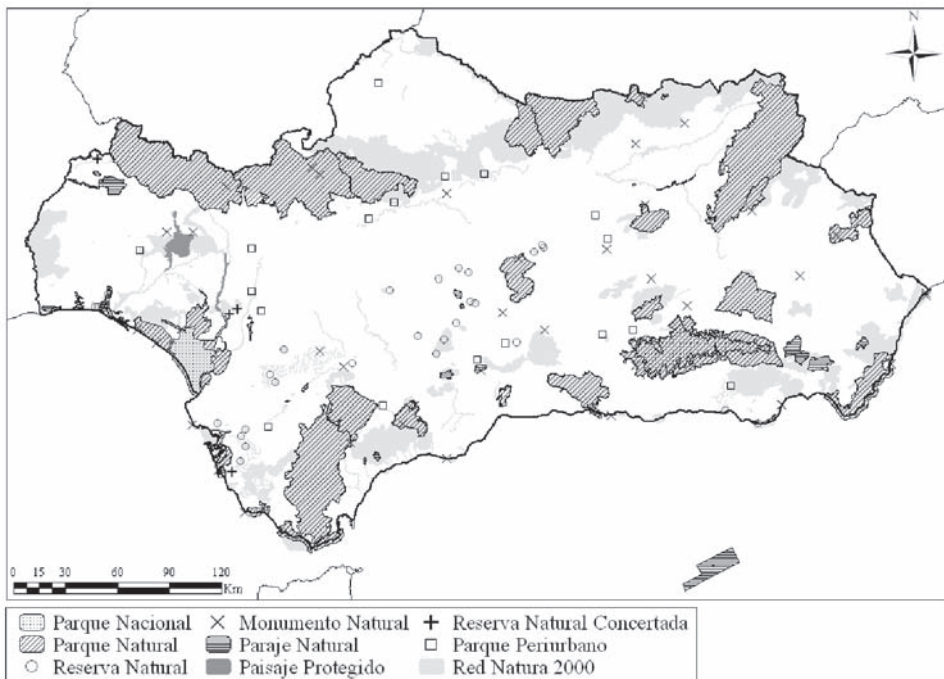 N
0 15 30 60 90 120
Km
Parque Nacional
Monumento Natural
Reserva Natural Concertada
Parque Natural
Paraje Natural
Parque Periurbano
Reserva Natural
Paisaje Protegido
Red Natura 2000